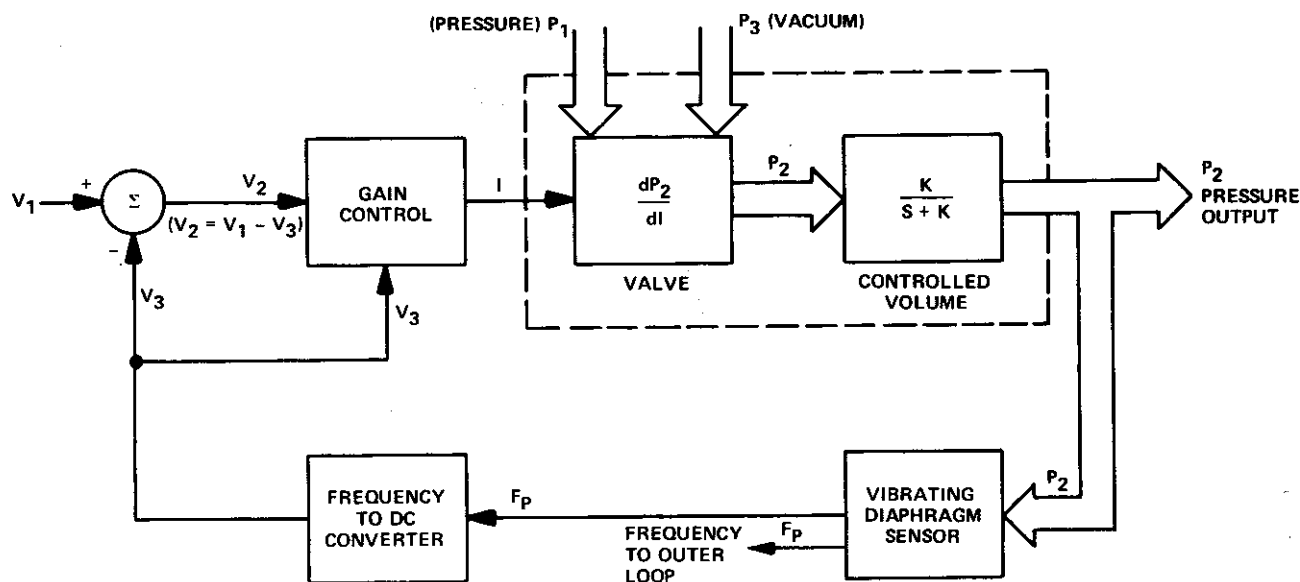 (PRESSURE) P1
P3 (VACUUM)
V1
+
Σ
−
V2
(V2 = V1 − V3)
GAIN
CONTROL
I
dP2
dI
VALVE
P2
K
S + K
CONTROLLED
VOLUME
P2
PRESSURE
OUTPUT
V3
V3
FREQUENCY
TO DC
CONVERTER
FP
FREQUENCY
TO OUTER
LOOP
FP
VIBRATING
DIAPHRAGM
SENSOR
P2